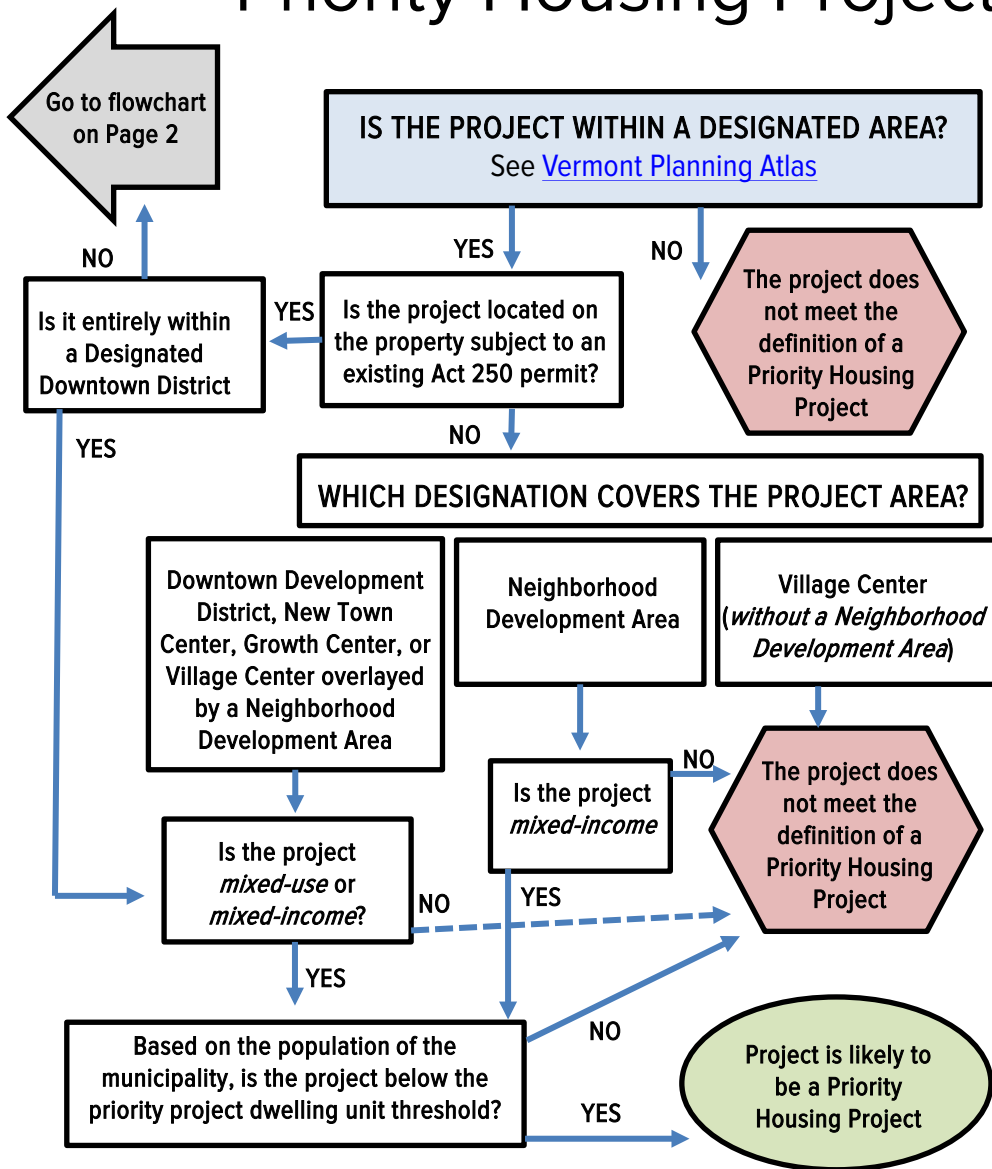 Priority Housing Project
Go to flowchart
on Page 2
IS THE PROJECT WITHIN A DESIGNATED AREA?
See Vermont Planning Atlas
YES
NO
NO
The project does
not meet the
definition of a
Priority Housing
Project
Is it entirely within
a Designated
Downtown District
YES
Is the project located on
the property subject to an
existing Act 250 permit?
YES
NO
WHICH DESIGNATION COVERS THE PROJECT AREA?
Downtown Development
District, New Town
Center, Growth Center, or
Village Center overlayed
by a Neighborhood
Development Area
Neighborhood
Development Area
Village Center
(without a Neighborhood
Development Area)
Is the project
mixed-income
NO
The project does
not meet the
definition of a
Priority Housing
Project
Is the project
mixed-use or
mixed-income?
NO
YES
YES
Based on the population of the
municipality, is the project below the
priority project dwelling unit threshold?
NO
YES
Project is likely to
be a Priority
Housing Project